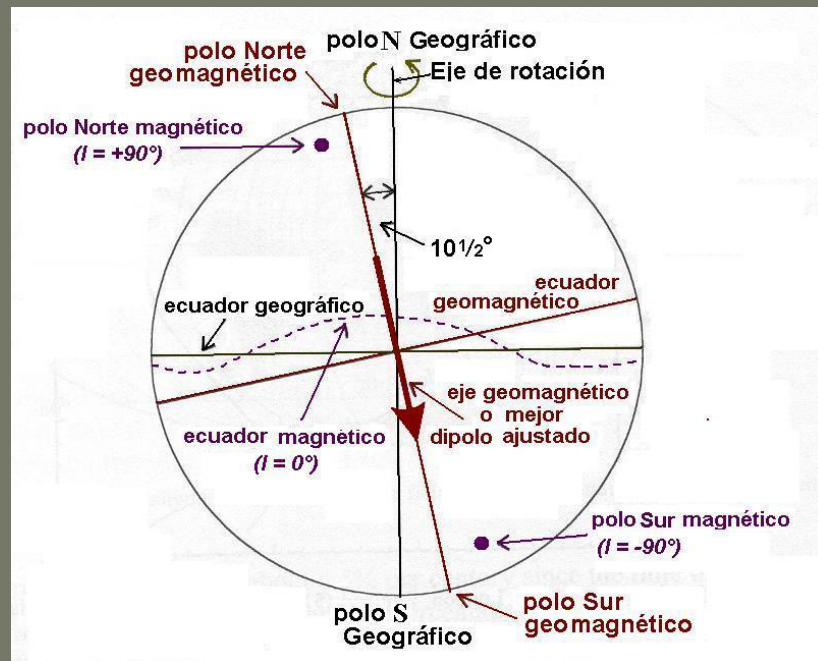 polo N Geográfico
polo Norte
geomagnético
Eje de rotación
polo Norte magnético
(I = +90°)
10½°
ecuador
geomagnético
ecuador geográfico
eje geomagnético
o mejor
dipolo ajustado
ecuador magnético
(I = 0°)
polo Sur magnético
(I = -90°)
polo S
Geográfico
polo Sur
geomagnético